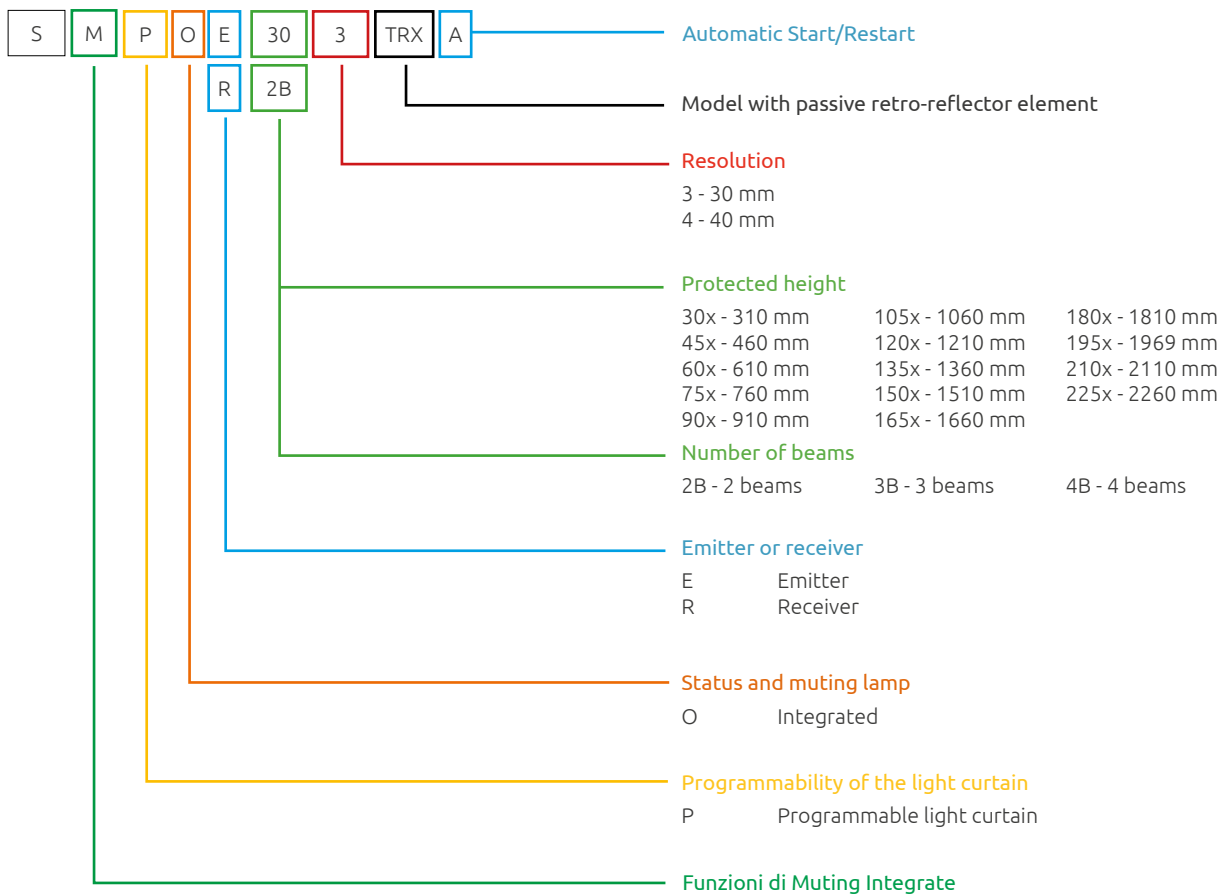 S M P O E 30 3 TRX A
Automatic Start/Restart
R 2B
Model with passive retro-reflector element
Resolution
3 - 30 mm
4 - 40 mm
Protected height
30x - 310 mm 105x - 1060 mm 180x - 1810 mm
45x - 460 mm 120x - 1210 mm 195x - 1969 mm
60x - 610 mm 135x - 1360 mm 210x - 2110 mm
75x - 760 mm 150x - 1510 mm 225x - 2260 mm
90x - 910 mm 165x - 1660 mm
Number of beams
2B - 2 beams 3B - 3 beams 4B - 4 beams
Emitter or receiver
E Emitter
R Receiver
Status and muting lamp
O Integrated
Programmability of the light curtain
P Programmable light curtain
Funzioni di Muting Integrate